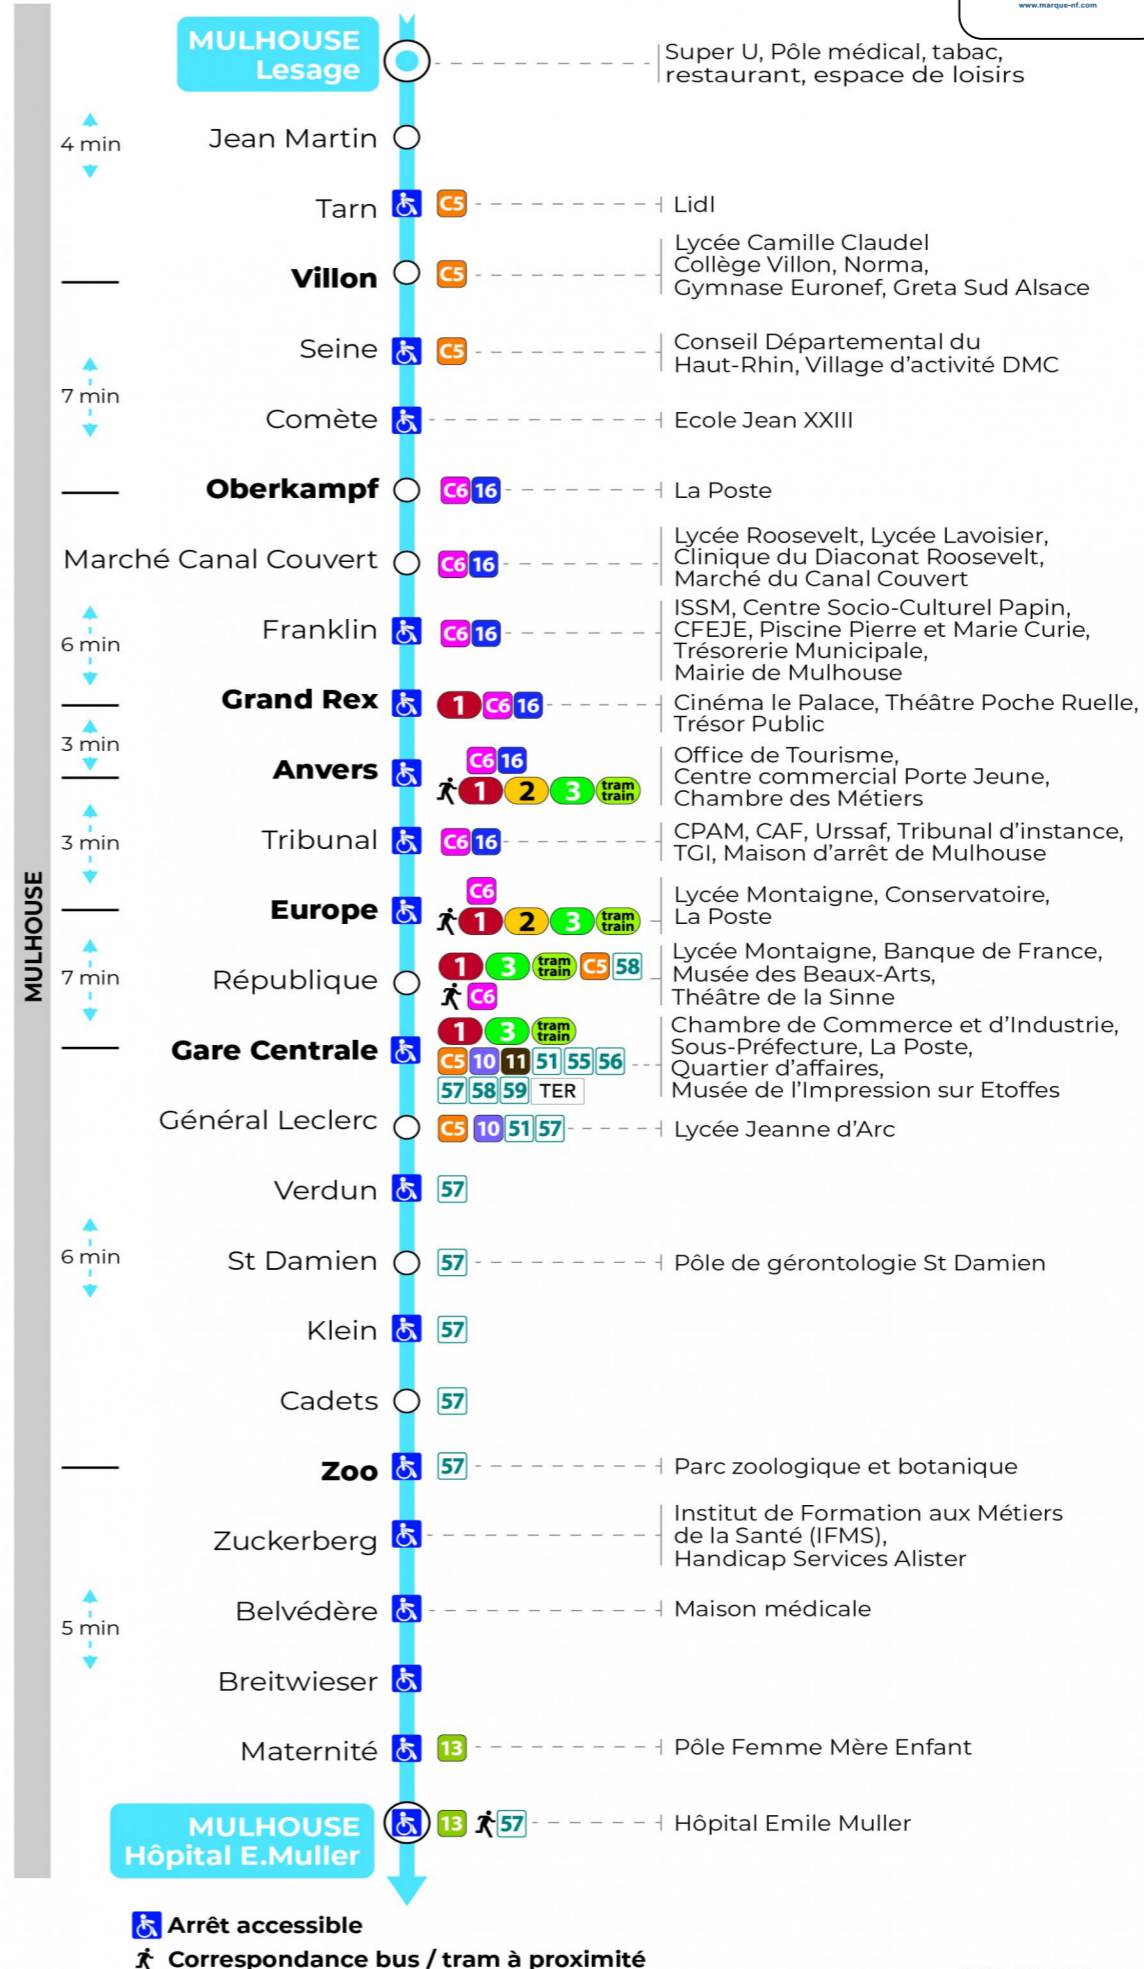 www.marque-nf.com
MULHOUSE
Lesage
Super U, Pôle médical, tabac,
restaurant, espace de loisirs
4 min
Jean Martin
Tarn
C5
Lidl
Villon
C5
Lycée Camille Claudel
Collège Villon, Norma,
Gymnase Euronef, Greta Sud Alsace
Seine
C5
Conseil Départemental du
Haut-Rhin, Village d’activité DMC
7 min
Comète
Ecole Jean XXIII
Oberkampf
C6 16
La Poste
Marché Canal Couvert
C6 16
Lycée Roosevelt, Lycée Lavoisier,
Clinique du Diaconat Roosevelt,
Marché du Canal Couvert
6 min
Franklin
C6 16
ISSM, Centre Socio-Culturel Papin,
CFEJE, Piscine Pierre et Marie Curie,
Trésorerie Municipale,
Mairie de Mulhouse
Grand Rex
1 C6 16
Cinéma le Palace, Théâtre Poche Ruelle,
Trésor Public
3 min
Anvers
C6 16
1 2 3 tram train
Office de Tourisme,
Centre commercial Porte Jeune,
Chambre des Métiers
3 min
Tribunal
C6 16
CPAM, CAF, Urssaf, Tribunal d’instance,
TGI, Maison d’arrêt de Mulhouse
MULHOUSE
Europe
C6
1 2 3 tram train
Lycée Montaigne, Conservatoire,
La Poste
7 min
République
1 3 tram train C5 58
C6
Lycée Montaigne, Banque de France,
Musée des Beaux-Arts,
Théâtre de la Sinne
Gare Centrale
1 3 tram train
C5 10 11 51 55 56
57 58 59 TER
Chambre de Commerce et d’Industrie,
Sous-Préfecture, La Poste,
Quartier d’affaires,
Musée de l’Impression sur Etoffes
Général Leclerc
C5 10 51 57
Lycée Jeanne d’Arc
Verdun
57
6 min
St Damien
57
Pôle de gérontologie St Damien
Klein
57
Cadets
57
Zoo
57
Parc zoologique et botanique
Zuckerberg
Institut de Formation aux Métiers
de la Santé (IFMS),
Handicap Services Alister
5 min
Belvédère
Maison médicale
Breitwieser
Maternité
13
Pôle Femme Mère Enfant
MULHOUSE
Hôpital E.Muller
13 57
Hôpital Emile Muller
Arrêt accessible
Correspondance bus / tram à proximité